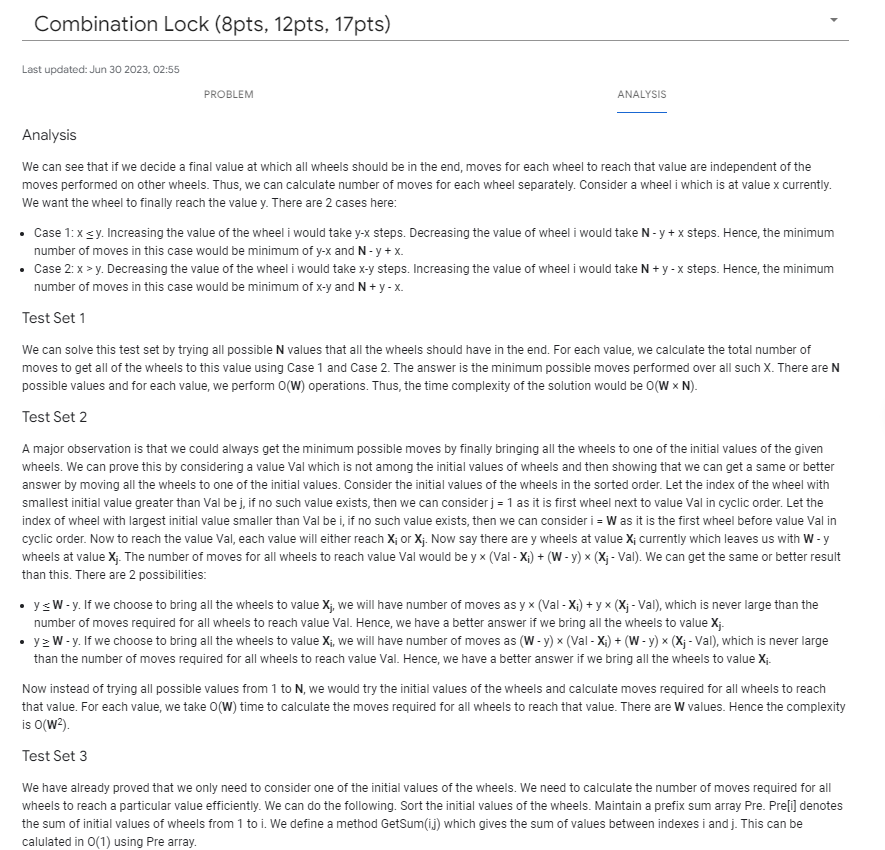 Combination Lock (8pts, 12pts, 17pts)
Last updated: Jun 30 2023, 02:55
PROBLEM
ANALYSIS
Analysis
We can see that if we decide a final value at which all wheels should be in the end, moves for each wheel to reach that value are independent of the
moves performed on other wheels. Thus, we can calculate number of moves for each wheel separately. Consider a wheel i which is at value x currently.
We want the wheel to finally reach the value y. There are 2 cases here:
• Case 1: x ≤ y. Increasing the value of the wheel i would take y-x steps. Decreasing the value of wheel i would take N - y + x steps. Hence, the minimum
number of moves in this case would be minimum of y-x and N - y + x.
• Case 2: x > y. Decreasing the value of the wheel i would take x-y steps. Increasing the value of wheel i would take N + y - x steps. Hence, the minimum
number of moves in this case would be minimum of x-y and N + y - x.
Test Set 1
We can solve this test set by trying all possible N values that all the wheels should have in the end. For each value, we calculate the total number of
moves to get all of the wheels to this value using Case 1 and Case 2. The answer is the minimum possible moves performed over all such X. There are N
possible values and for each value, we perform O(W) operations. Thus, the time complexity of the solution would be O(W × N).
Test Set 2
A major observation is that we could always get the minimum possible moves by finally bringing all the wheels to one of the initial values of the given
wheels. We can prove this by considering a value Val which is not among the initial values of wheels and then showing that we can get a same or better
answer by moving all the wheels to one of the initial values. Consider the initial values of the wheels in the sorted order. Let the index of the wheel with
smallest initial value greater than Val be j, if no such value exists, then we can consider j = 1 as it is first wheel next to value Val in cyclic order. Let the
index of wheel with largest initial value smaller than Val be i, if no such value exists, then we can consider i = W as it is the first wheel before value Val in
cyclic order. Now to reach the value Val, each value will either reach Xi or Xj. Now say there are y wheels at value Xi currently which leaves us with W - y
wheels at value Xj. The number of moves for all wheels to reach value Val would be y × (Val - Xi) + (W - y) × (Xj - Val). We can get the same or better result
than this. There are 2 possibilities:
• y ≤ W - y. If we choose to bring all the wheels to value Xj, we will have number of moves as y × (Val - Xi) + y × (Xj - Val), which is never large than the
number of moves required for all wheels to reach value Val. Hence, we have a better answer if we bring all the wheels to value Xj.
• y ≥ W - y. If we choose to bring all the wheels to value Xi, we will have number of moves as (W - y) × (Val - Xi) + (W - y) × (Xj - Val), which is never large
than the number of moves required for all wheels to reach value Val. Hence, we have a better answer if we bring all the wheels to value Xi.
Now instead of trying all possible values from 1 to N, we would try the initial values of the wheels and calculate moves required for all wheels to reach
that value. For each value, we take O(W) time to calculate the moves required for all wheels to reach that value. There are W values. Hence the complexity
is O(W²).
Test Set 3
We have already proved that we only need to consider one of the initial values of the wheels. We need to calculate the number of moves required for all
wheels to reach a particular value efficiently. We can do the following. Sort the initial values of the wheels. Maintain a prefix sum array Pre. Pre[i] denotes
the sum of initial values of wheels from 1 to i. We define a method GetSum(i,j) which gives the sum of values between indexes i and j. This can be
calulated in O(1) using Pre array.